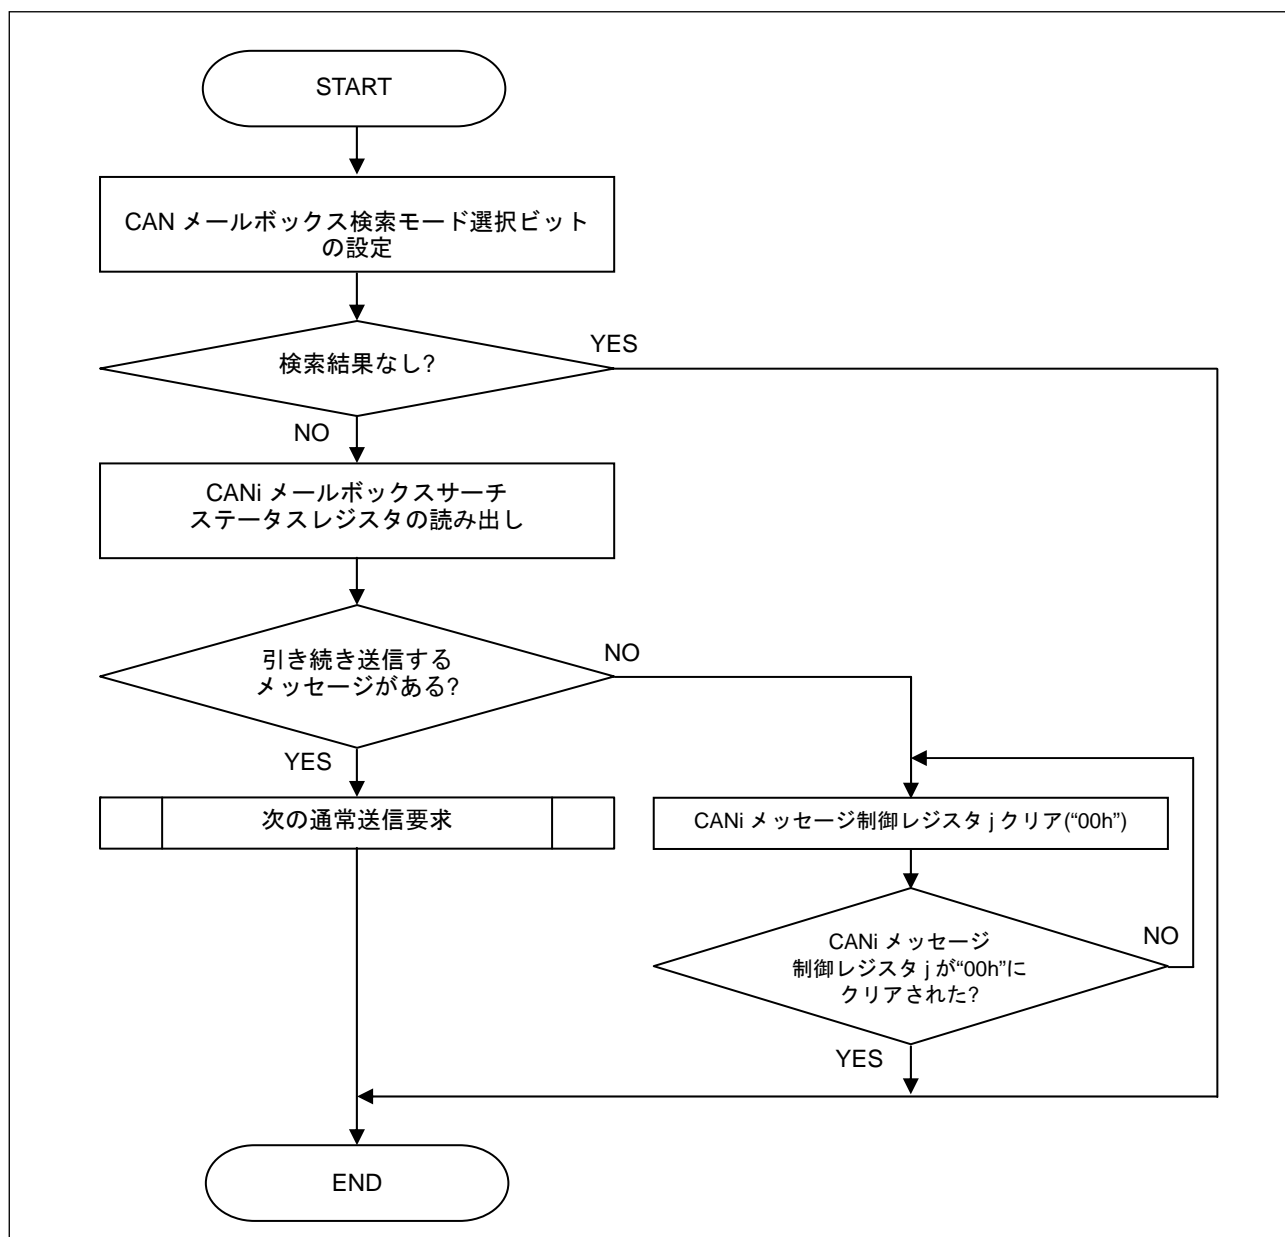 START
CAN メールボックス検索モード選択ビット
の設定
検索結果なし?
YES
NO
CANi メールボックスサーチ
ステータスレジスタの読み出し
引き続き送信する
メッセージがある?
NO
YES
次の通常送信要求
CANi メッセージ制御レジスタ j クリア(“00h”)
CANi メッセージ
制御レジスタ j が“00h”に
クリアされた?
NO
YES
END